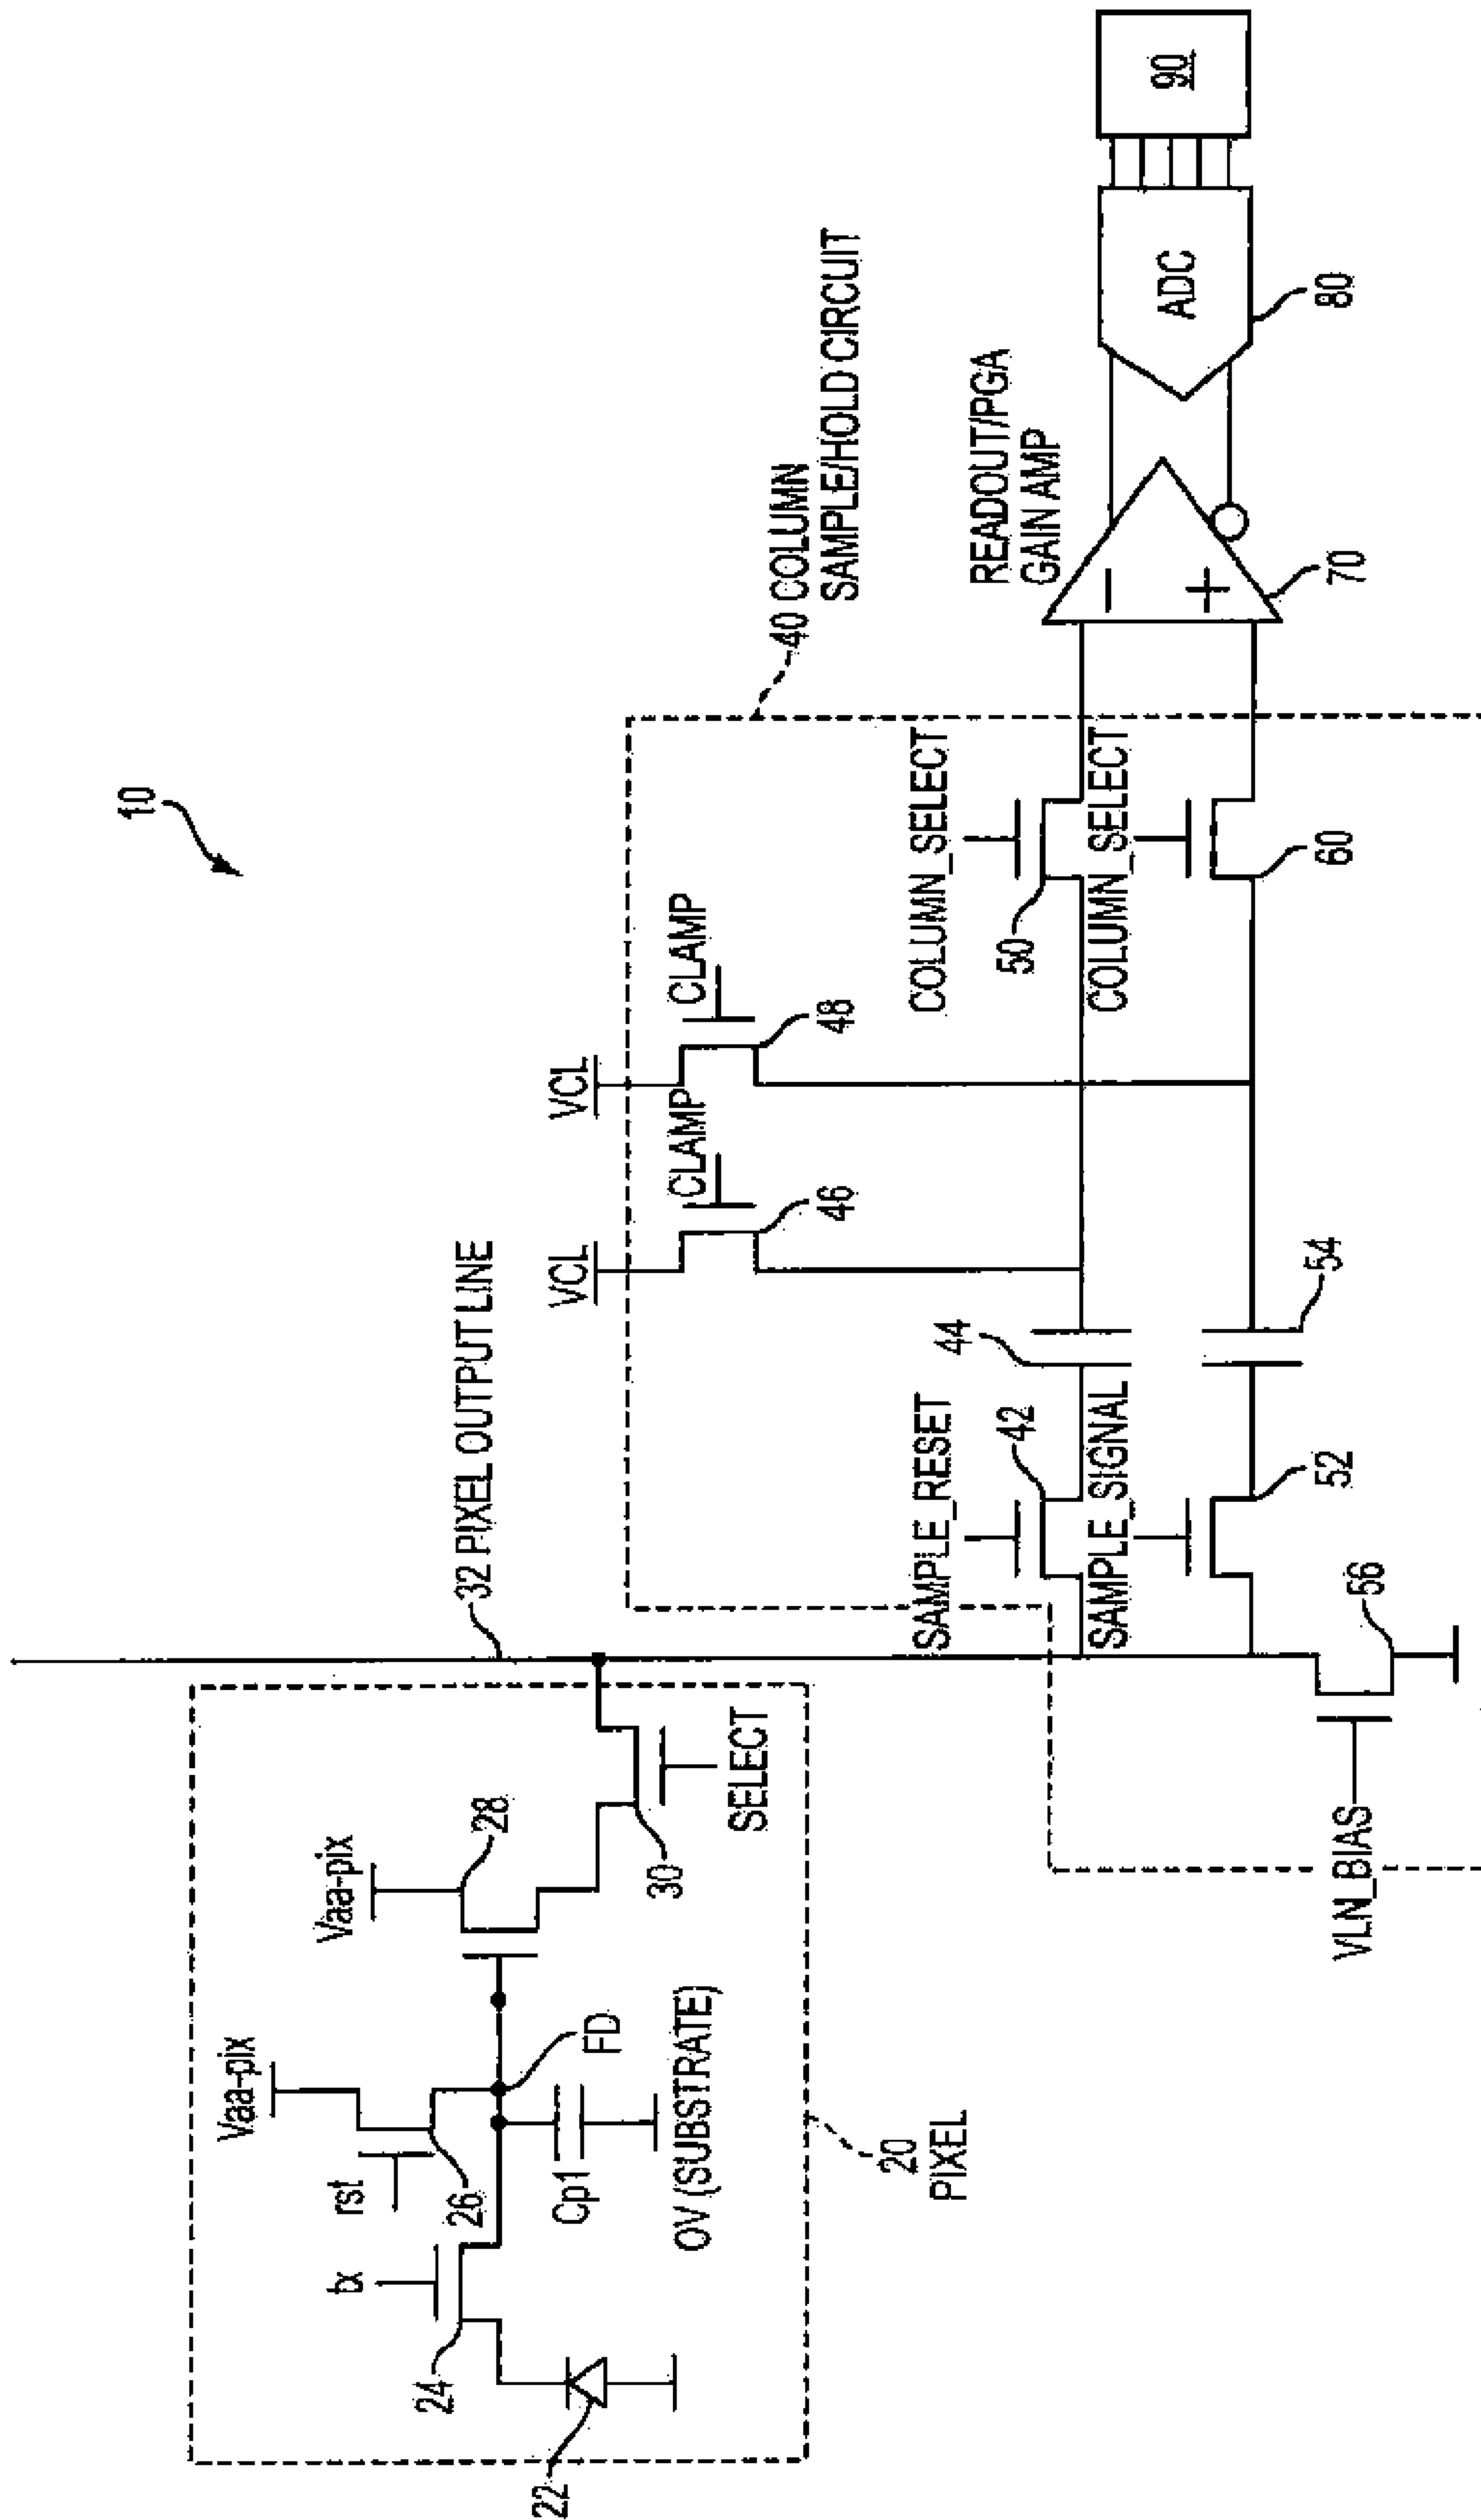 10
32 PIXEL OUTPUT LINE
Vaa-pix
Vaa-pix
rst
tx
24
22
26
28
FD
Cp1
OV (SUBSTRATE)
30
SELECT
20
PIXEL
VCL
VCL
CLAMP
CLAMP
46
48
40 COLUMN
SAMPLE/HOLD CIRCUIT
SAMPLE_RESET
42
44
SAMPLE_SIGNAL
52
54
COLUMN_SELECT
50
COLUMN_SELECT
60
VLN_BIAS
56
READOUT/PGA
GAIN AMP
–
+
70
ADC
80
90